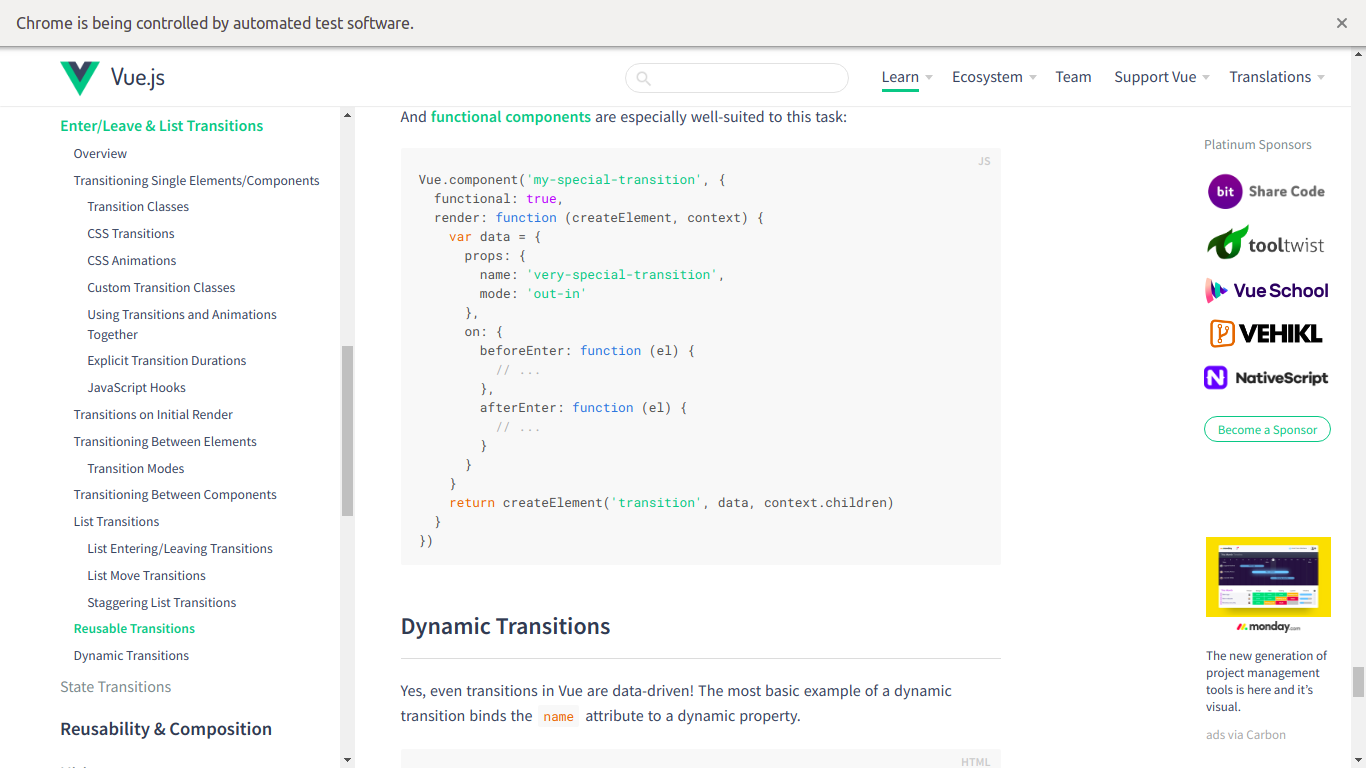 Chrome is being controlled by automated test software.
Vue.js
Learn
Ecosystem
Team
Support Vue
Translations
Enter/Leave & List Transitions
Overview
Transitioning Single Elements/Components
Transition Classes
CSS Transitions
CSS Animations
Custom Transition Classes
Using Transitions and Animations
Together
Explicit Transition Durations
JavaScript Hooks
Transitions on Initial Render
Transitioning Between Elements
Transition Modes
Transitioning Between Components
List Transitions
List Entering/Leaving Transitions
List Move Transitions
Staggering List Transitions
Reusable Transitions
Dynamic Transitions
State Transitions
Reusability & Composition
And functional components are especially well-suited to this task:
JS
Vue.component('my-special-transition', {
  functional: true,
  render: function (createElement, context) {
    var data = {
      props: {
        name: 'very-special-transition',
        mode: 'out-in'
      },
      on: {
        beforeEnter: function (el) {
          // ...
        },
        afterEnter: function (el) {
          // ...
        }
      }
    }
    return createElement('transition', data, context.children)
  }
})
Dynamic Transitions
Yes, even transitions in Vue are data-driven! The most basic example of a dynamic
transition binds the name attribute to a dynamic property.
HTML
Platinum Sponsors
bit Share Code
tooltwist
Vue School
VEHIKL
NativeScript
Become a Sponsor
monday.com
The new generation of
project management
tools is here and it's
visual.
ads via Carbon